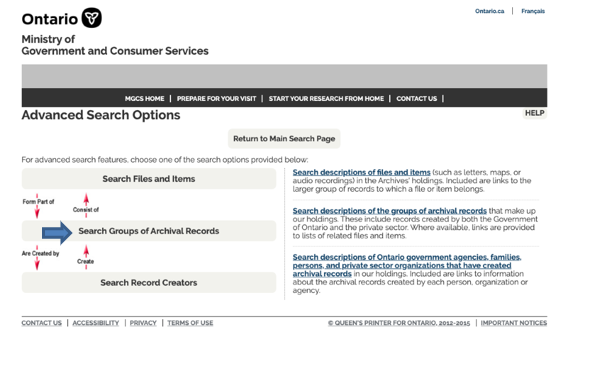 Ontario
Ontario.ca | Français
Ministry of
Government and Consumer Services
MGCS HOME | PREPARE FOR YOUR VISIT | START YOUR RESEARCH FROM HOME | CONTACT US |
Advanced Search Options
HELP
Return to Main Search Page
For advanced search features, choose one of the search options provided below:
Search Files and Items
Form Part of
Consist of
Search Groups of Archival Records
Are Created by
Create
Search Record Creators
Search descriptions of files and items (such as letters, maps, or
audio recordings) in the Archives' holdings. Included are links to the
larger group of records to which a file or item belongs.
Search descriptions of the groups of archival records that make up
our holdings. These include records created by both the Government
of Ontario and the private sector. Where available, links are provided
to lists of related files and items.
Search descriptions of Ontario government agencies, families,
persons, and private sector organizations that have created
archival records in our holdings. Included are links to information
about the archival records created by each person, organization or
agency.
CONTACT US | ACCESSIBILITY | PRIVACY | TERMS OF USE
© QUEEN'S PRINTER FOR ONTARIO, 2012-2015 | IMPORTANT NOTICES